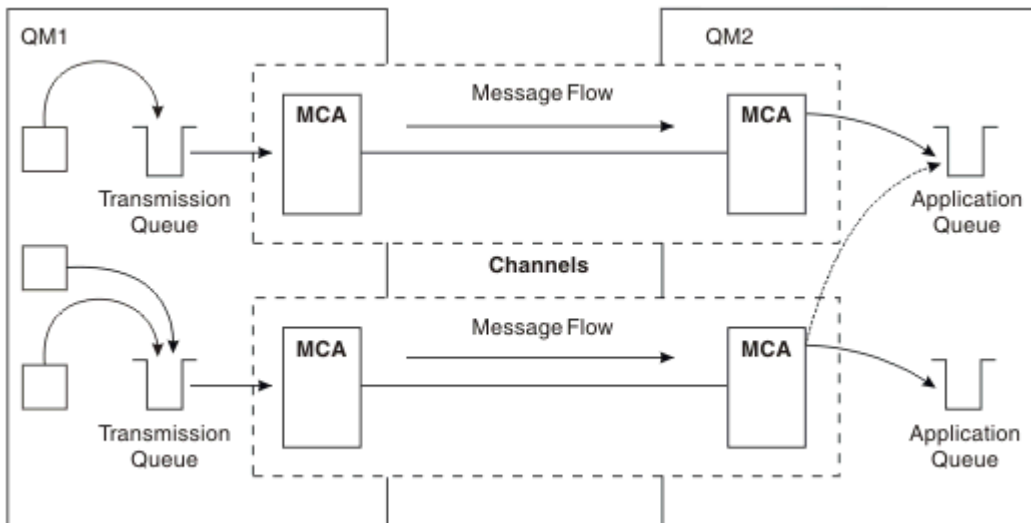 QM1
QM2
Message Flow
MCA
MCA
Transmission
Queue
Application
Queue
Channels
Message Flow
MCA
MCA
Transmission
Queue
Application
Queue